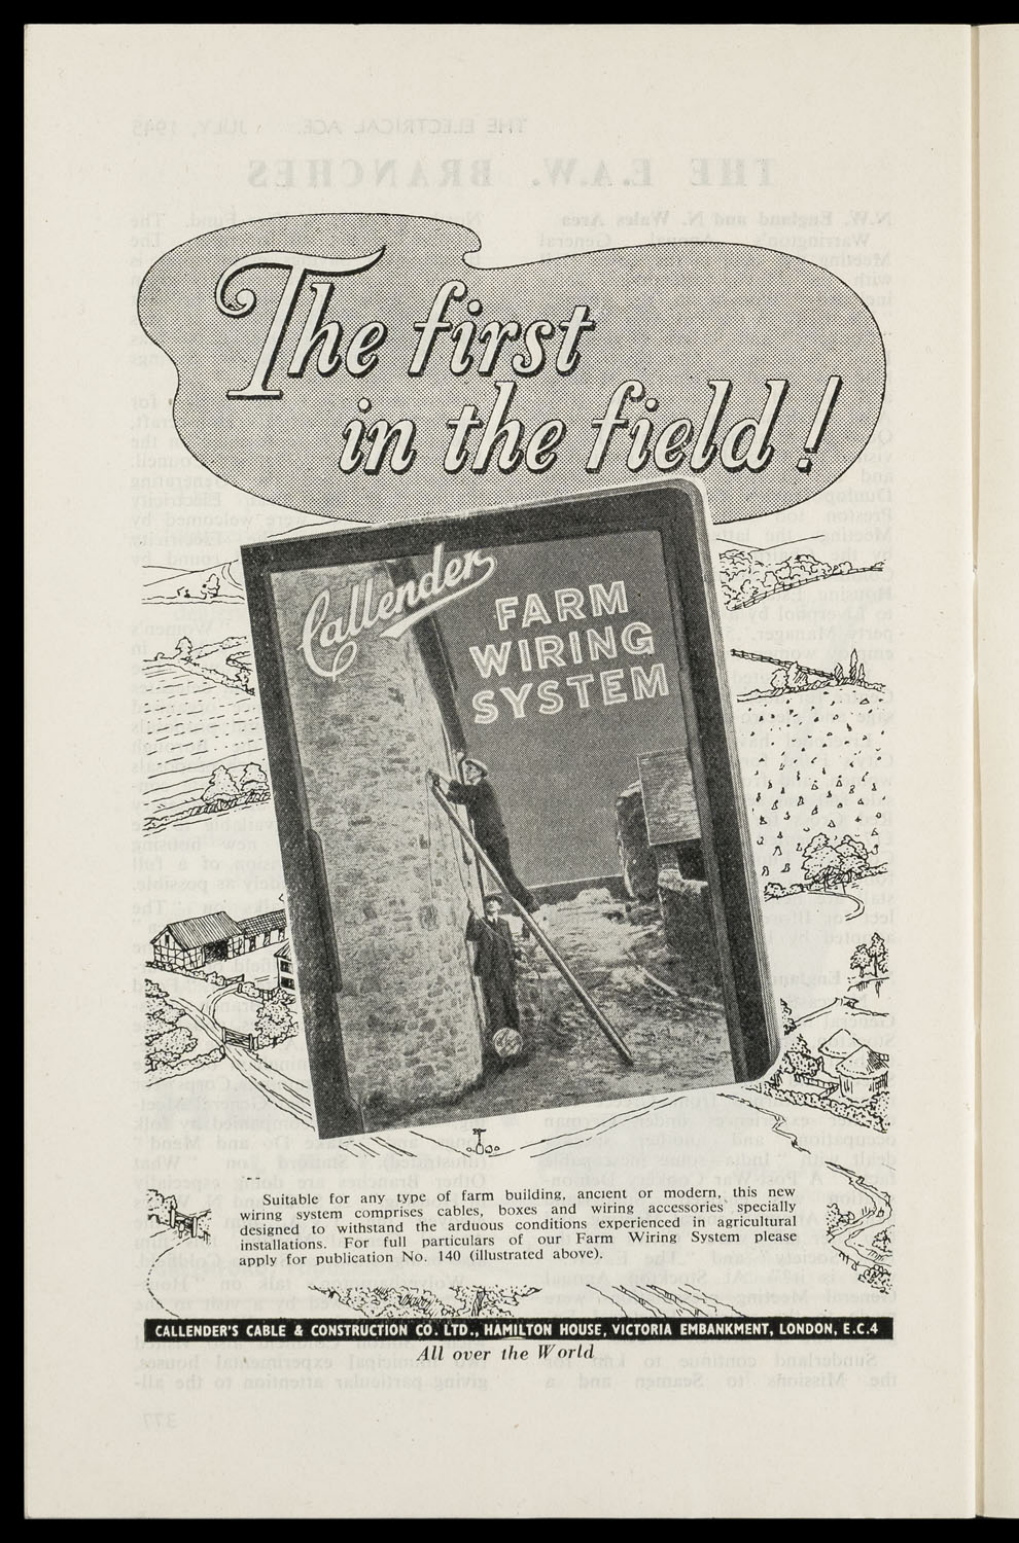 The first
in the field!
Callender
FARM
WIRING
SYSTEM
Suitable for any type of farm building, ancient or modern, this new
wiring system comprises cables, boxes and wiring accessories specially
designed to withstand the arduous conditions experienced in agricultural
installations. For full particulars of our Farm Wiring System please
apply for publication No. 140 (illustrated above).
CALLENDER'S CABLE & CONSTRUCTION CO. LTD., HAMILTON HOUSE, VICTORIA EMBANKMENT, LONDON, E.C.4
All over the World